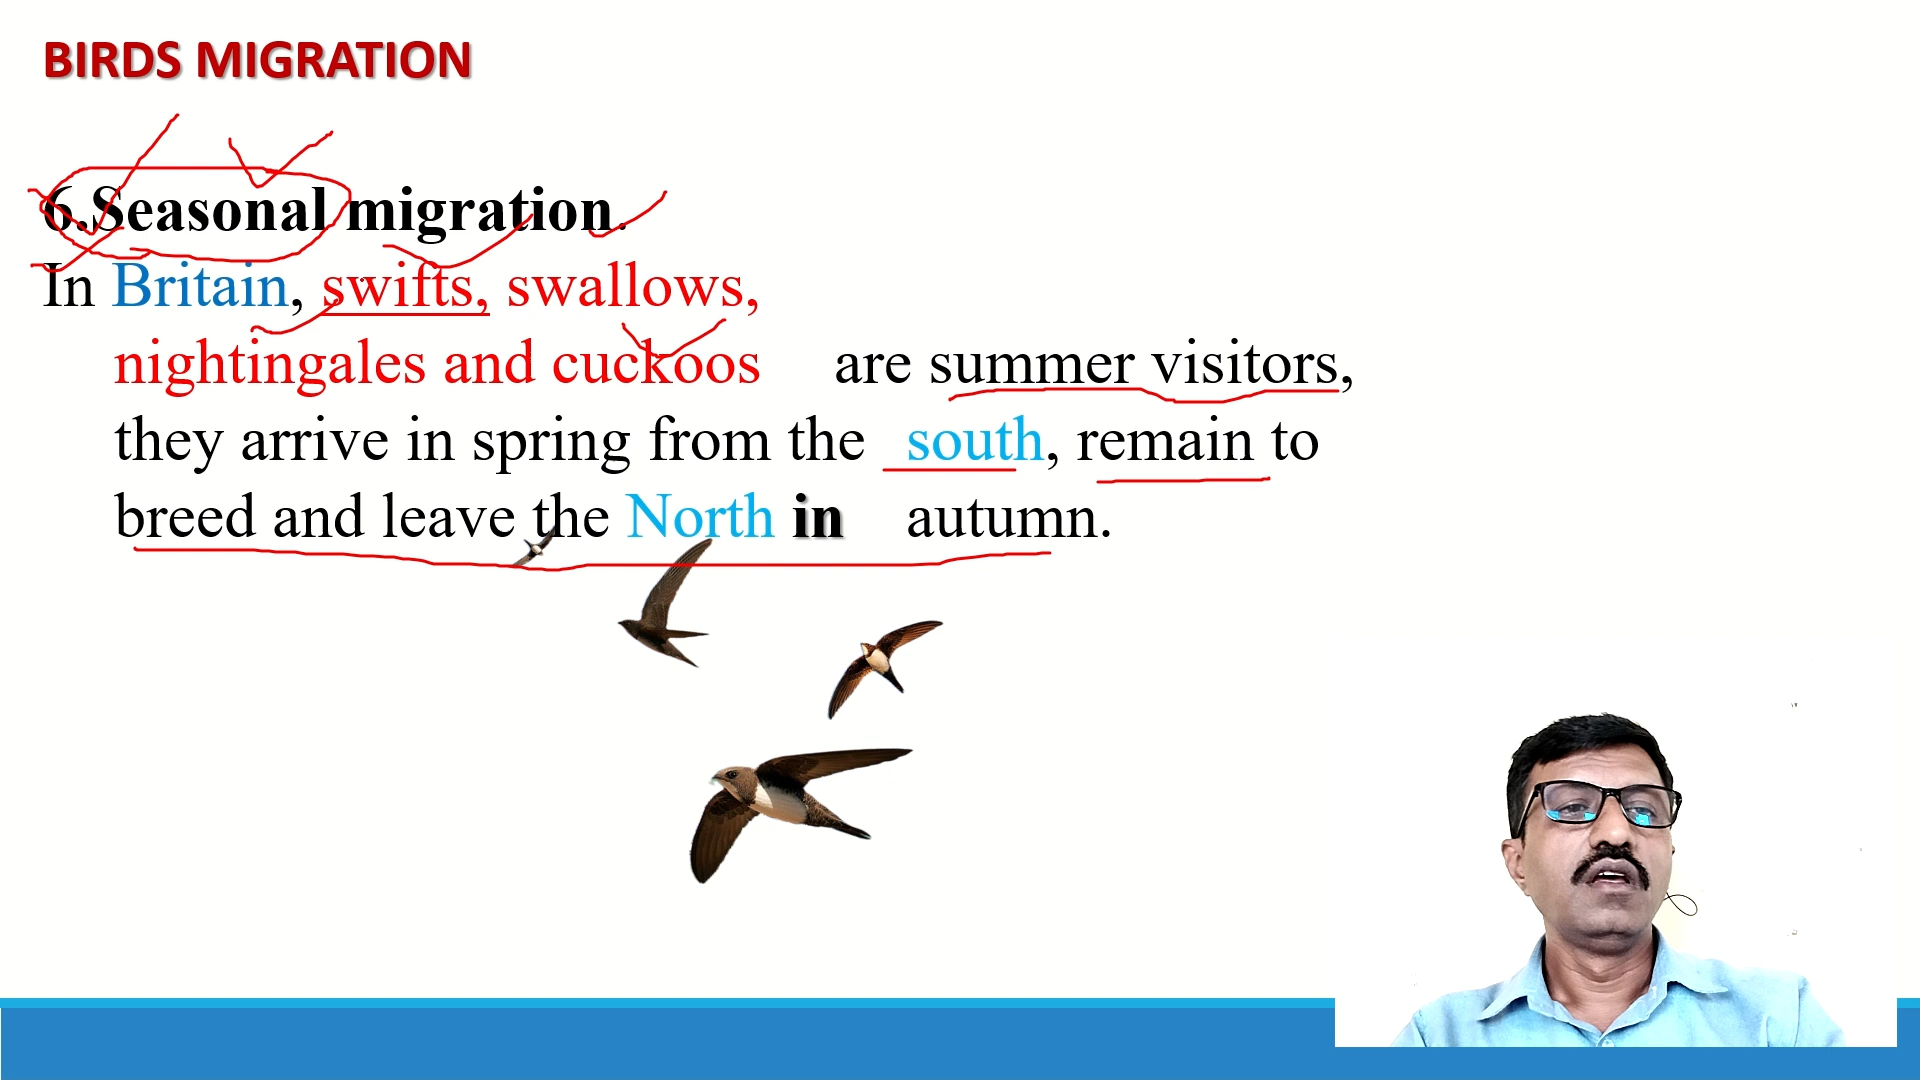 BIRDS MIGRATION
6.Seasonal migration.
In Britain, swifts, swallows,
nightingales and cuckoos are summer visitors,
they arrive in spring from the south, remain to
breed and leave the North in autumn.